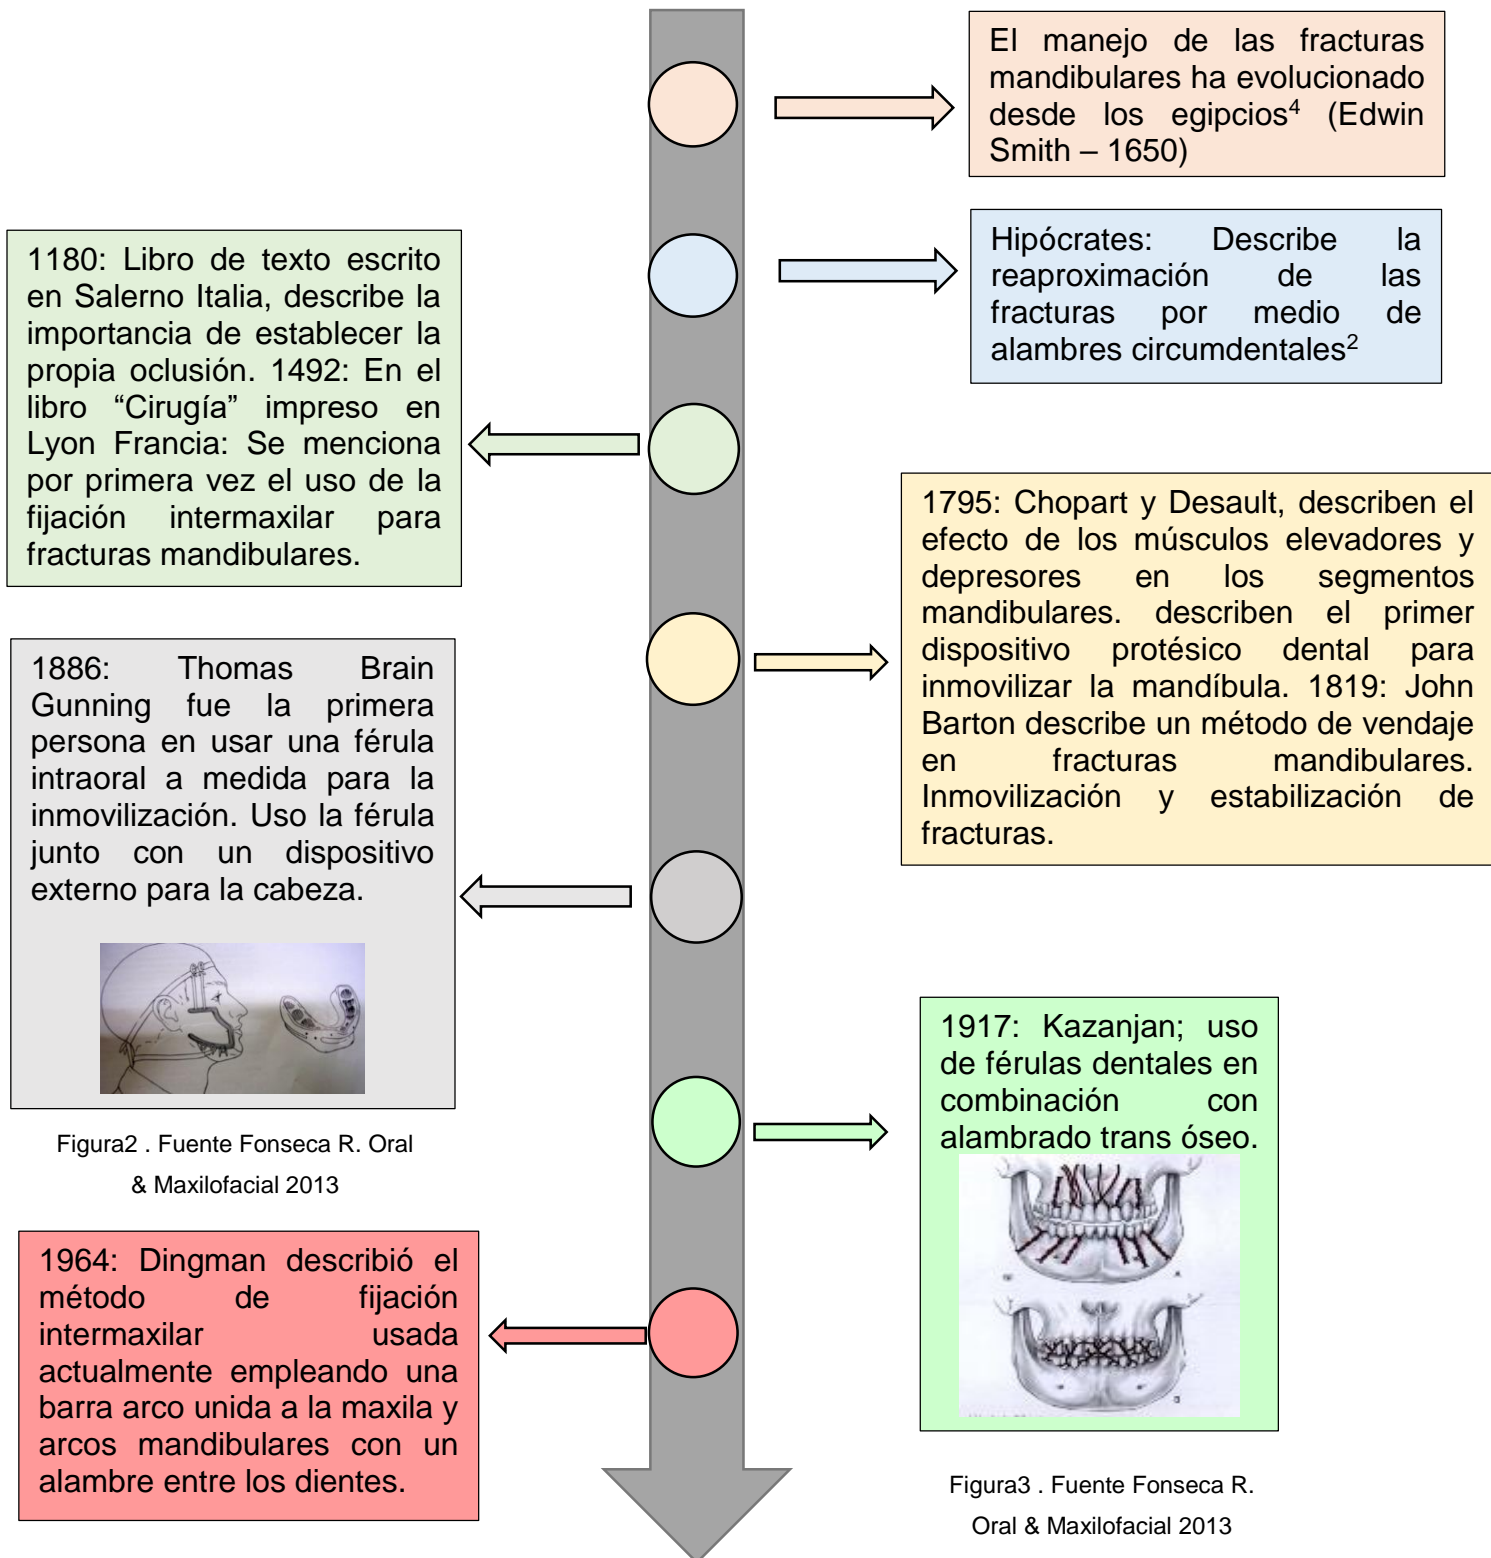 El manejo de las fracturas
mandibulares ha evolucionado
desde los egipcios⁴ (Edwin
Smith – 1650)
Hipócrates: Describe la
reaproximación de las
fracturas por medio de
alambres circumdentales²
1180: Libro de texto escrito
en Salerno Italia, describe la
importancia de establecer la
propia oclusión. 1492: En el
libro “Cirugía” impreso en
Lyon Francia: Se menciona
por primera vez el uso de la
fijación intermaxilar para
fracturas mandibulares.
1795: Chopart y Desault, describen el
efecto de los músculos elevadores y
depresores en los segmentos
mandibulares. describen el primer
dispositivo protésico dental para
inmovilizar la mandíbula. 1819: John
Barton describe un método de vendaje
en fracturas mandibulares.
Inmovilización y estabilización de
fracturas.
1886: Thomas Brain
Gunning fue la primera
persona en usar una férula
intraoral a medida para la
inmovilización. Uso la férula
junto con un dispositivo
externo para la cabeza.
Figura2 . Fuente Fonseca R. Oral
& Maxilofacial 2013
1917: Kazanjan; uso
de férulas dentales en
combinación con
alambrado trans óseo.
Figura3 . Fuente Fonseca R.
Oral & Maxilofacial 2013
1964: Dingman describió el
método de fijación
intermaxilar usada
actualmente empleando una
barra arco unida a la maxila y
arcos mandibulares con un
alambre entre los dientes.